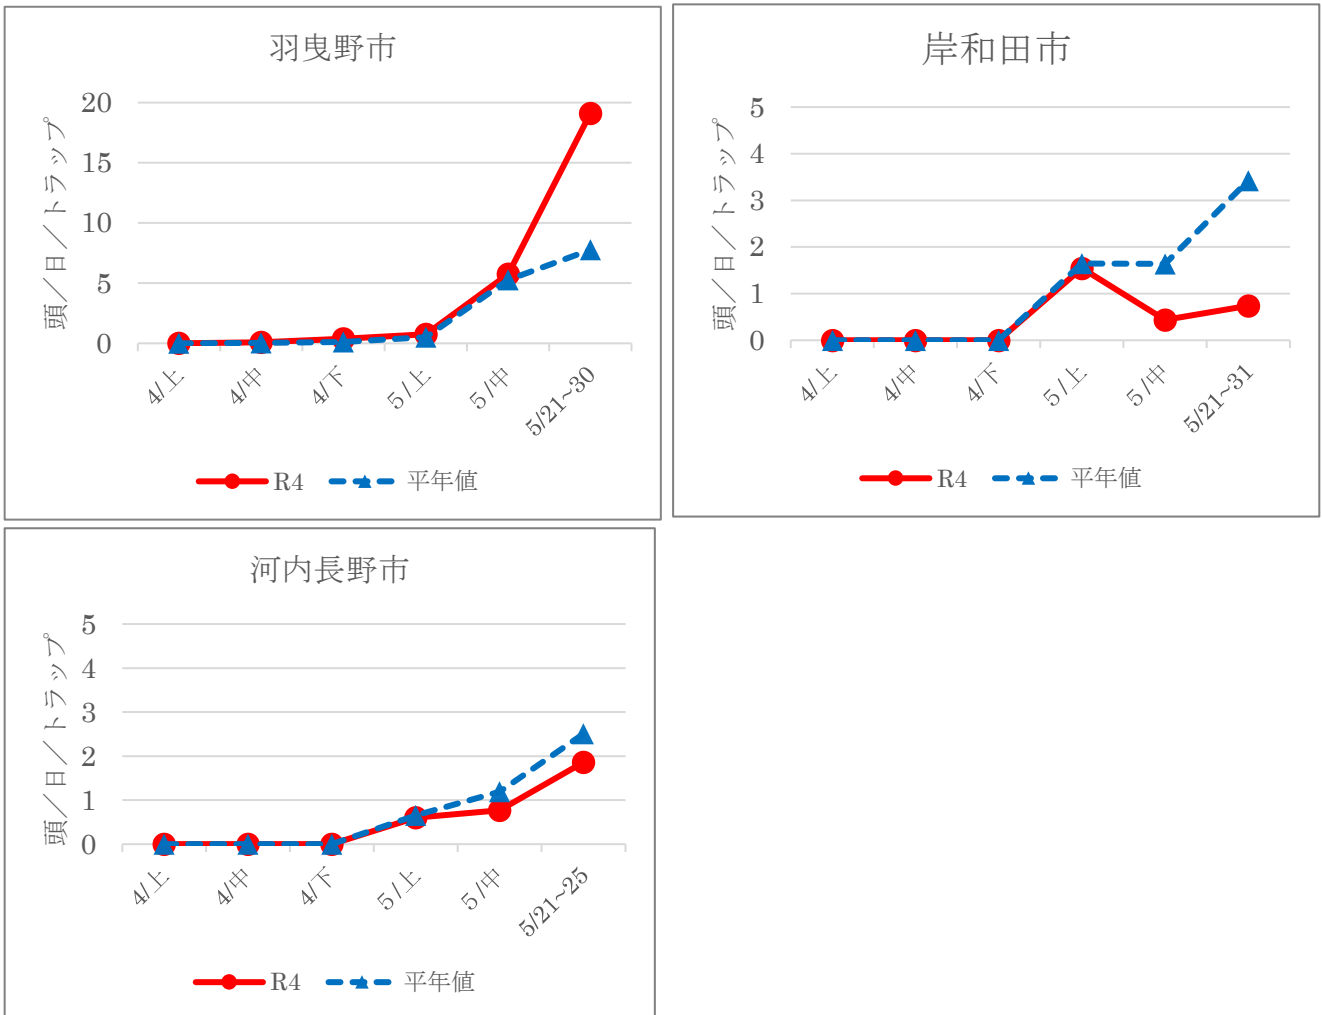 羽曳野市
頭／日／トラップ
20
15
10
5
0
4/上
4/中
4/下
5/上
5/中
5/21~30
R4
平年値
岸和田市
頭／日／トラップ
5
4
3
2
1
0
4/上
4/中
4/下
5/上
5/中
5/21~31
R4
平年値
河内長野市
頭／日／トラップ
5
4
3
2
1
0
4/上
4/中
4/下
5/上
5/中
5/21~25
R4
平年値